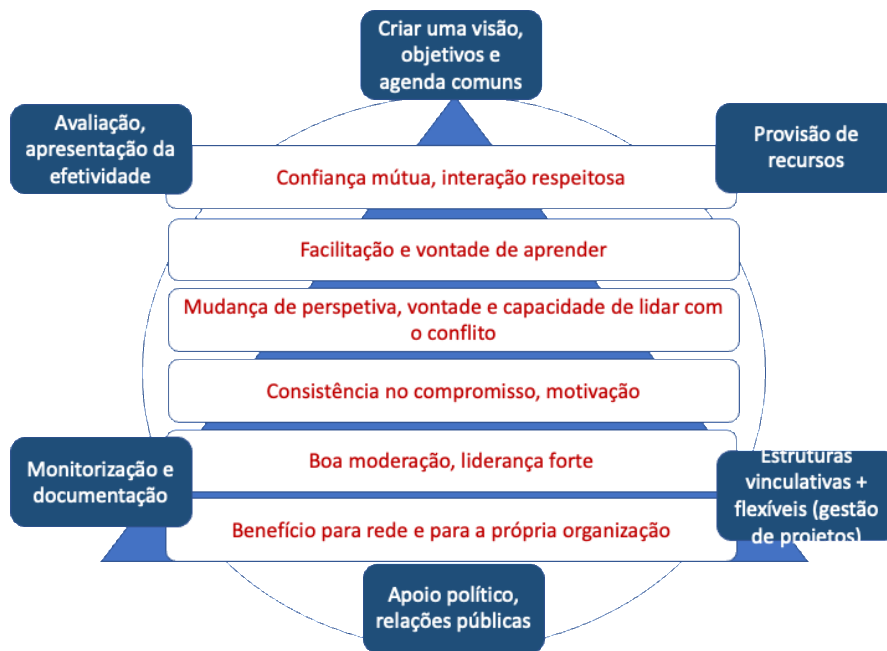 Criar uma visão,
objetivos e
agenda comuns
Avaliação,
apresentação da
efetividade
Provisão de
recursos
Confiança mútua, interação respeitosa
Facilitação e vontade de aprender
Mudança de perspetiva, vontade e capacidade de lidar com
o conflito
Consistência no compromisso, motivação
Monitorização e
documentação
Boa moderação, liderança forte
Estruturas
vinculativas +
flexíveis (gestão
de projetos)
Benefício para rede e para a própria organização
Apoio político,
relações públicas